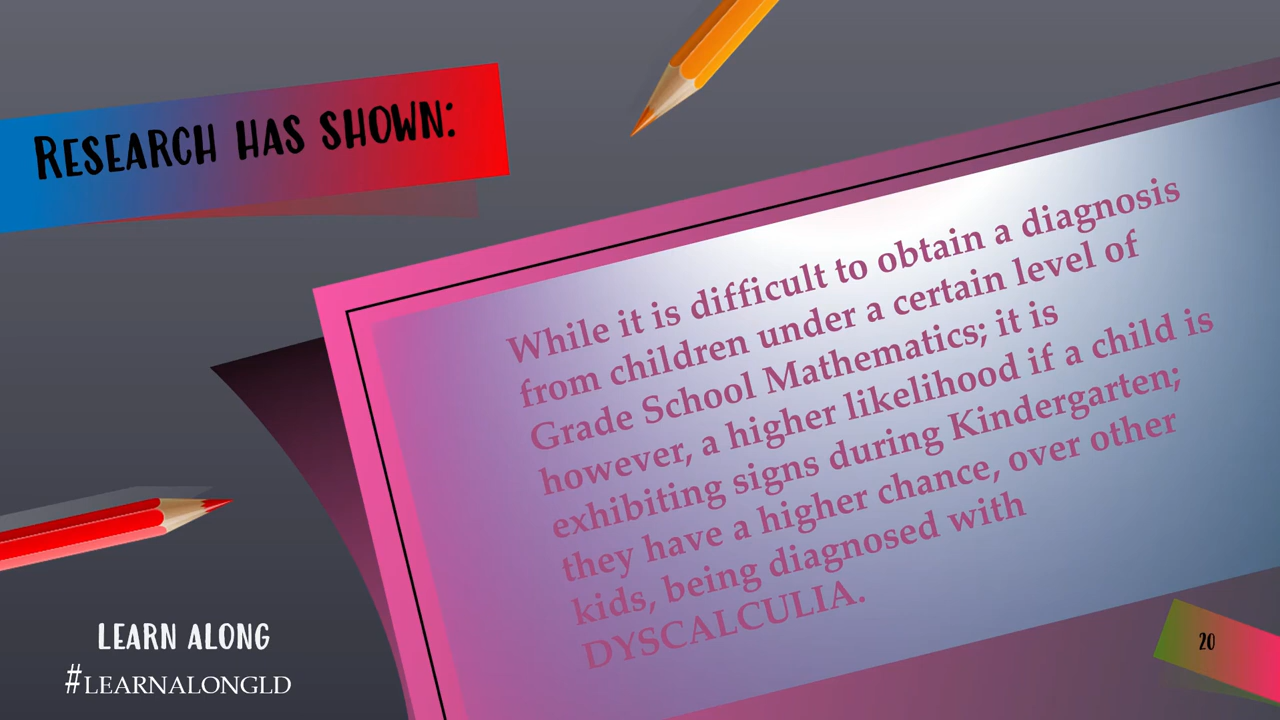 RESEARCH HAS SHOWN:
While it is difficult to obtain a diagnosis
from children under a certain level of
Grade School Mathematics; it is
however, a higher likelihood if a child is
exhibiting signs during Kindergarten;
they have a higher chance, over other
kids, being diagnosed with
DYSCALCULIA.
LEARN ALONG
#LEARNALONGLD
20